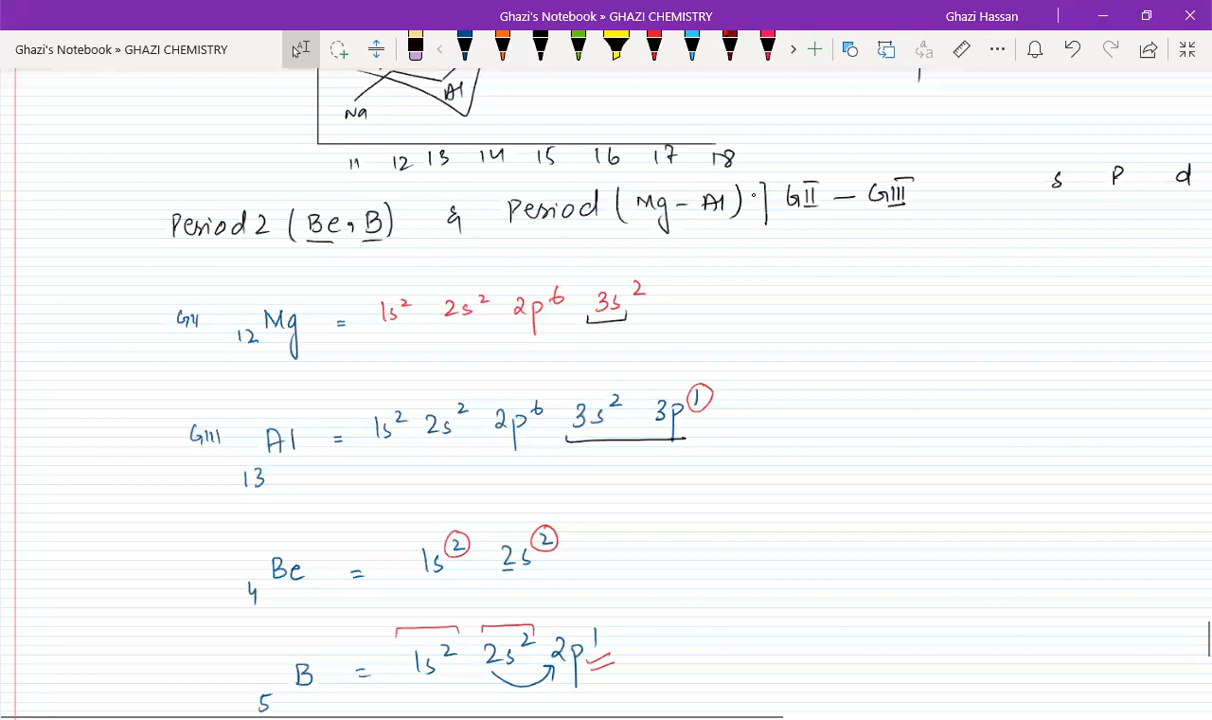 Ghazi's Notebook » GHAZI CHEMISTRY
Ghazi Hassan
Ghazi's Notebook » GHAZI CHEMISTRY
Al
Na
11 12 13 14 15 16 17 18
s p d
Period 2 (Be, B) & Period (Mg - Al) ] GII - GIII
GII 12Mg = 1s² 2s² 2p⁶ 3s²
GIII 13Al = 1s² 2s² 2p⁶ 3s² 3p¹
4Be = 1s² 2s²
5B = 1s² 2s² 2p¹